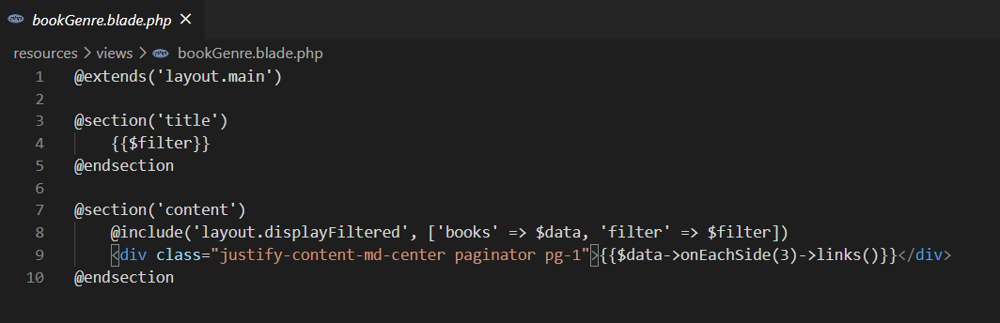 bookGenre.blade.php ×
resources > views > bookGenre.blade.php
1 @extends('layout.main')
2
3 @section('title')
4     {{$filter}}
5 @endsection
6
7 @section('content')
8     @include('layout.displayFiltered', ['books' => $data, 'filter' => $filter])
9     <div class="justify-content-md-center paginator pg-1">{{$data->onEachSide(3)->links()}}</div>
10 @endsection